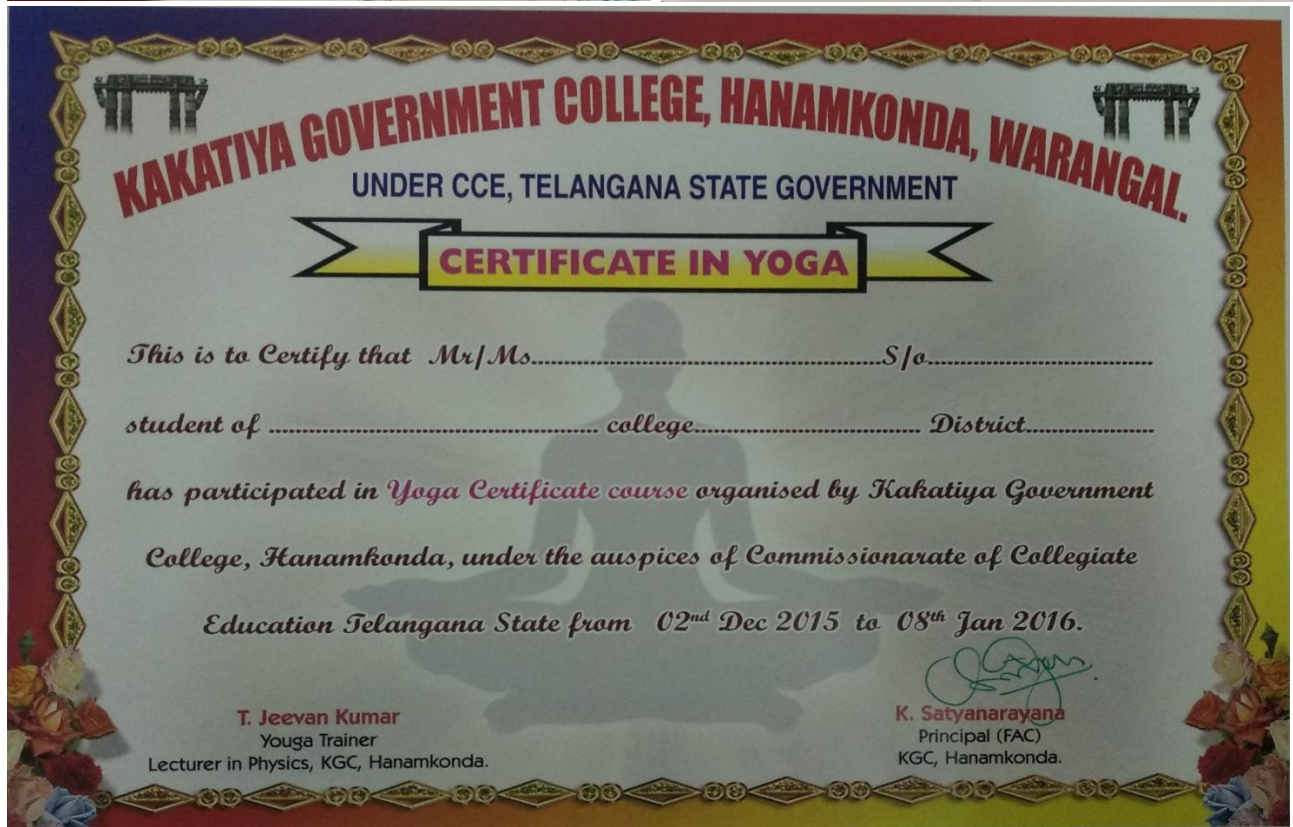 KAKATIYA GOVERNMENT COLLEGE, HANAMKONDA, WARANGAL.
UNDER CCE, TELANGANA STATE GOVERNMENT
CERTIFICATE IN YOGA
This is to Certify that Mr/Ms..................................................S/o................................
student of ............................................... college................................ District..................
has participated in Yoga Certificate course organised by Kakatiya Government
College, Hanamkonda, under the auspices of Commissionarate of Collegiate
Education Telangana State from 02nd Dec 2015 to 08th Jan 2016.
T. Jeevan Kumar
Youga Trainer
Lecturer in Physics, KGC, Hanamkonda.
K. Satyanarayana
Principal (FAC)
KGC, Hanamkonda.